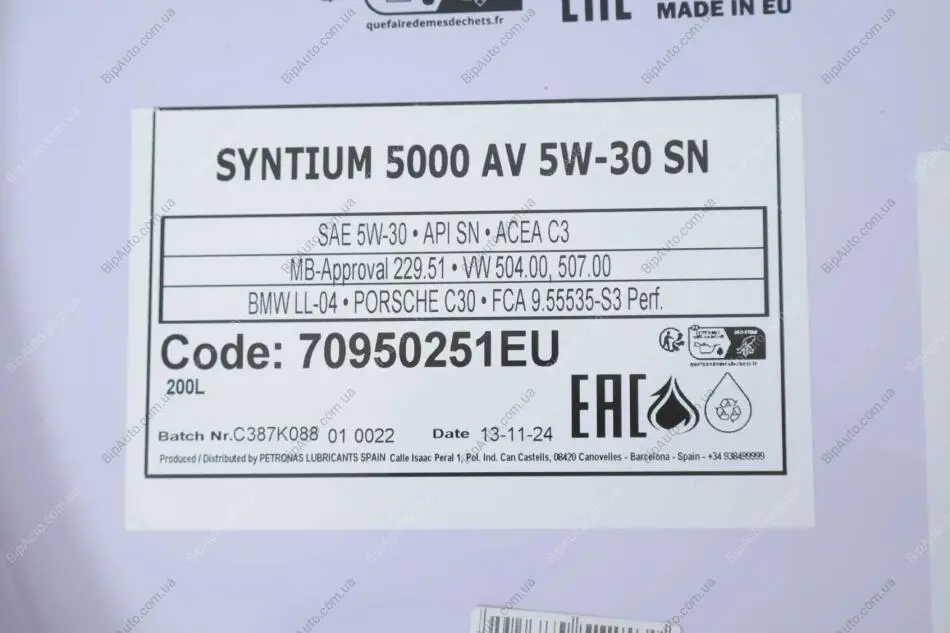 quefairedemesdechets.fr
EAC
MADE IN EU
SYNTIUM 5000 AV 5W-30 SN
SAE 5W-30 • API SN • ACEA C3
MB-Approval 229.51 • VW 504.00, 507.00
BMW LL-04 • PORSCHE C30 • FCA 9.55535-S3 Perf.
Code: 70950251EU
200L
EAC
Batch Nr.C387K088 01 0022 Date 13-11-24
Produced / Distributed by PETRONAS LUBRICANTS SPAIN Calle Isaac Peral 1, Pol. Ind. Can Castells, 08420 Canovelles - Barcelona - Spain - +34 938499999
BipAuto.com.ua